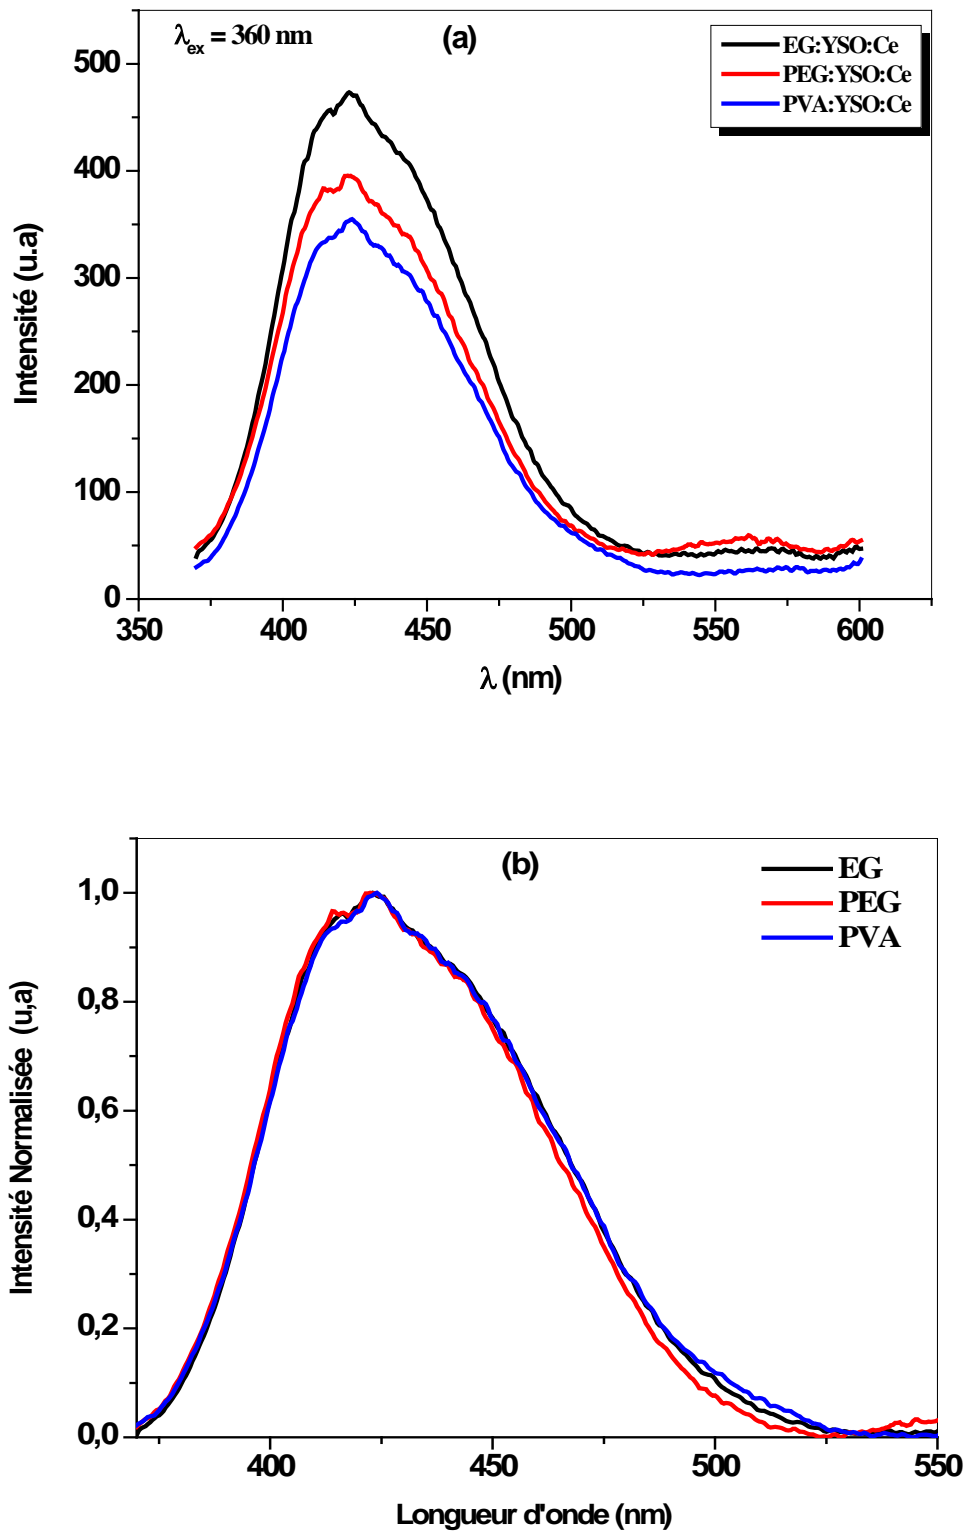 λex = 360 nm
(a)
EG:YSO:Ce
PEG:YSO:Ce
PVA:YSO:Ce
Intensité (u.a)
500
400
300
200
100
0
350 400 450 500 550 600
λ (nm)
(b)
EG
PEG
PVA
Intensité Normalisée (u,a)
1,0
0,8
0,6
0,4
0,2
0,0
400 450 500 550
Longueur d'onde (nm)